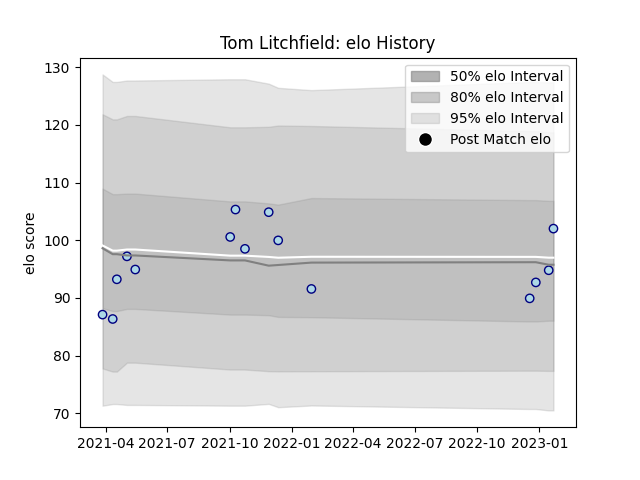 Tom Litchfield: elo History
130
120
110
100
90
80
70
elo score
50% elo Interval
80% elo Interval
95% elo Interval
Post Match elo
2021-04 2021-07 2021-10 2022-01 2022-04 2022-07 2022-10 2023-01